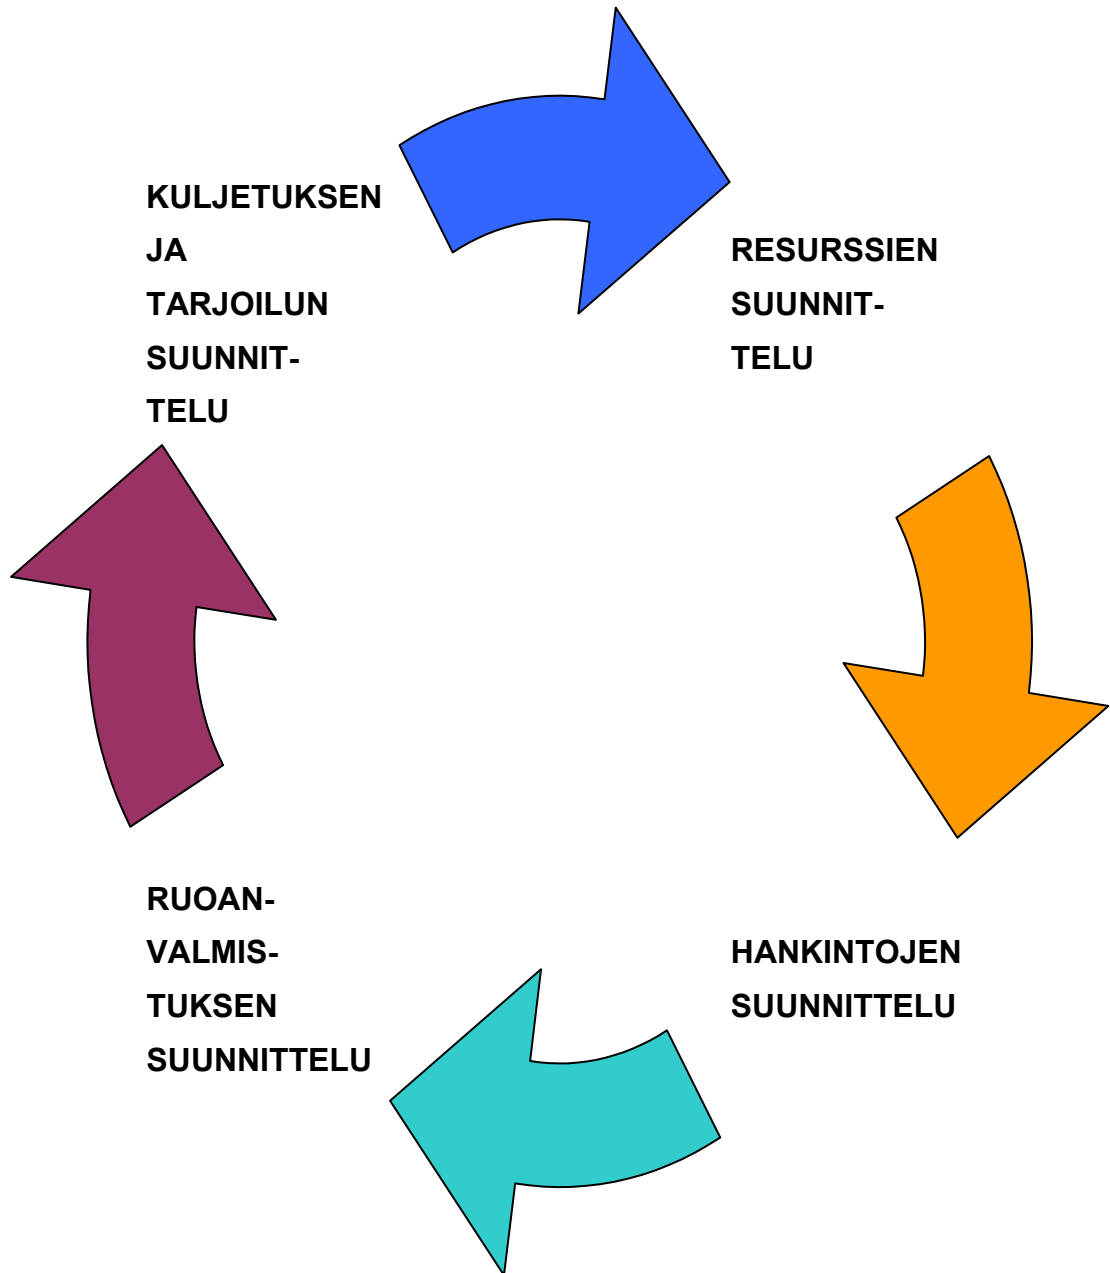 KULJETUKSEN
JA
TARJOILUN
SUUNNIT-
TELU
RESURSSIEN
SUUNNIT-
TELU
RUOAN-
VALMIS-
TUKSEN
SUUNNITTELU
HANKINTOJEN
SUUNNITTELU